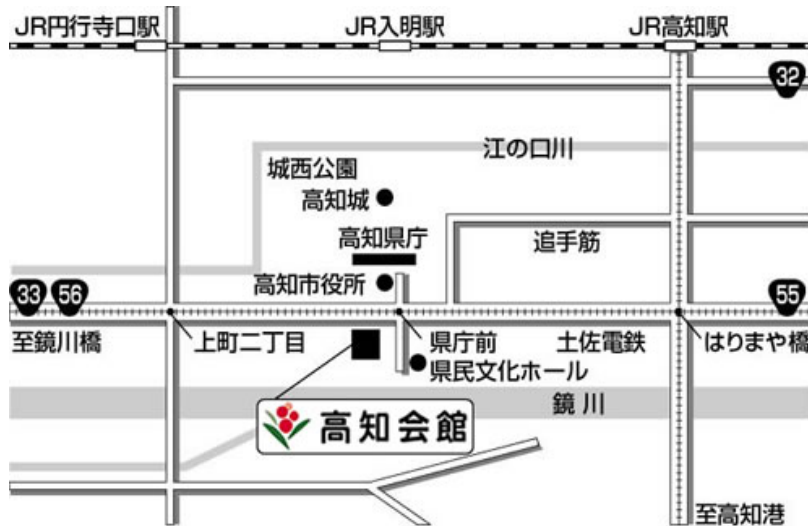 JR円行寺口駅
JR入明駅
JR高知駅
32
江の口川
城西公園
高知城
高知県庁
追手筋
高知市役所
33
56
55
至鏡川橋
上町二丁目
県庁前
土佐電鉄
はりまや橋
県民文化ホール
鏡川
高知会館
至高知港